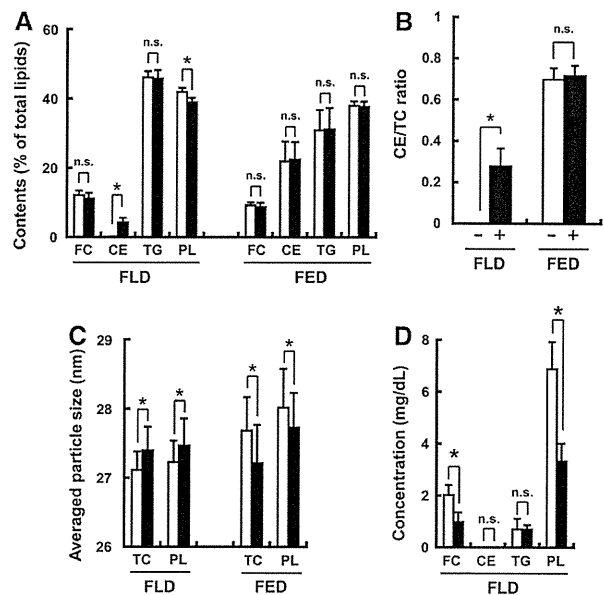 A
Contents (% of total lipids)
60
40
20
0
n.s.
*
n.s.
*
n.s.
n.s.
n.s.
n.s.
FC CE TG PL
FC CE TG PL
FLD
FED
B
CE/TC ratio
1
0.8
0.6
0.4
0.2
0
*
n.s.
- +
- +
FLD
FED
C
Averaged particle size (nm)
29
28
27
26
*
*
*
*
TC PL
TC PL
FLD
FED
D
Concentration (mg/dL)
8
6
4
2
0
*
n.s.
n.s.
*
FC CE TG PL
FLD